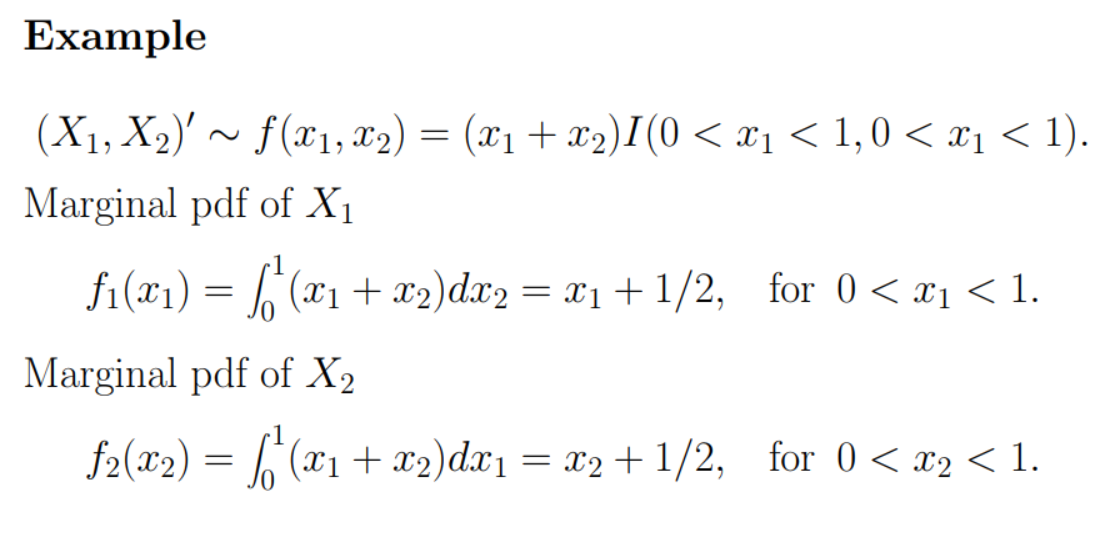 Example
(X₁, X₂)′ ∼ f(x₁, x₂) = (x₁ + x₂)I(0 < x₁ < 1, 0 < x₁ < 1).
Marginal pdf of X₁
f₁(x₁) = ∫₀¹(x₁ + x₂)dx₂ = x₁ + 1/2, for 0 < x₁ < 1.
Marginal pdf of X₂
f₂(x₂) = ∫₀¹(x₁ + x₂)dx₁ = x₂ + 1/2, for 0 < x₂ < 1.